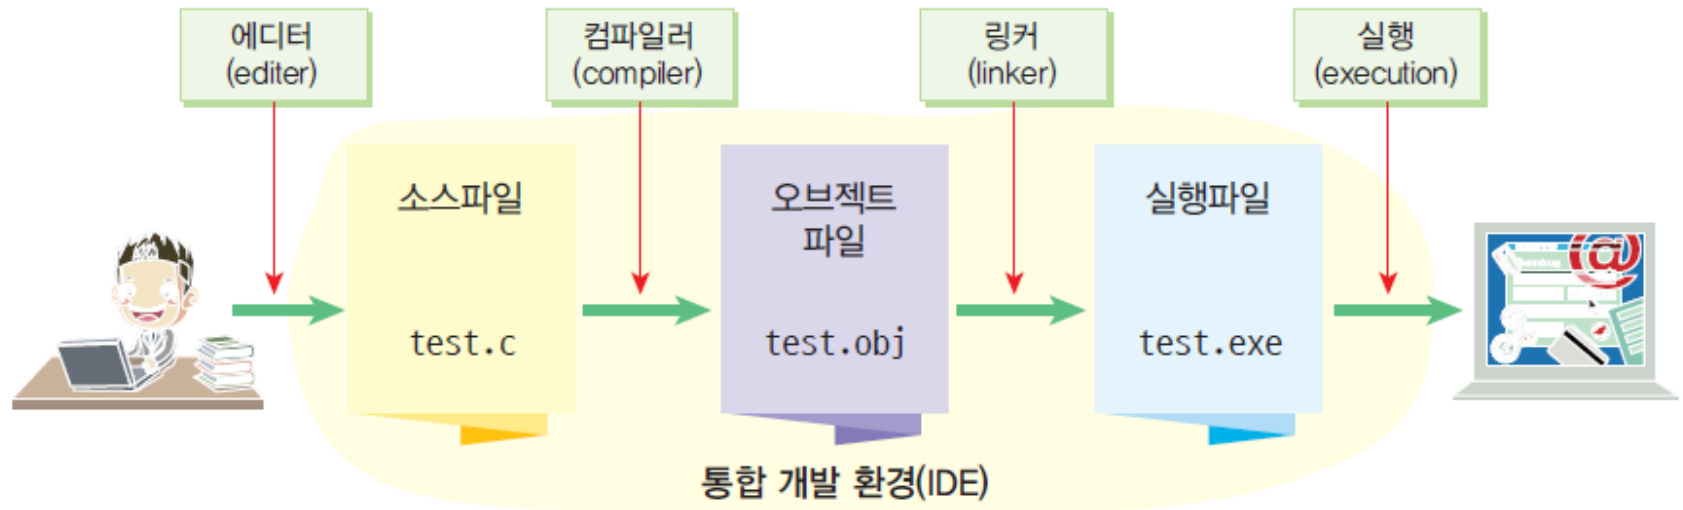 에디터
(editer)
컴파일러
(compiler)
링커
(linker)
실행
(execution)
소스파일
test.c
오브젝트
파일
test.obj
실행파일
test.exe
@
통합 개발 환경(IDE)